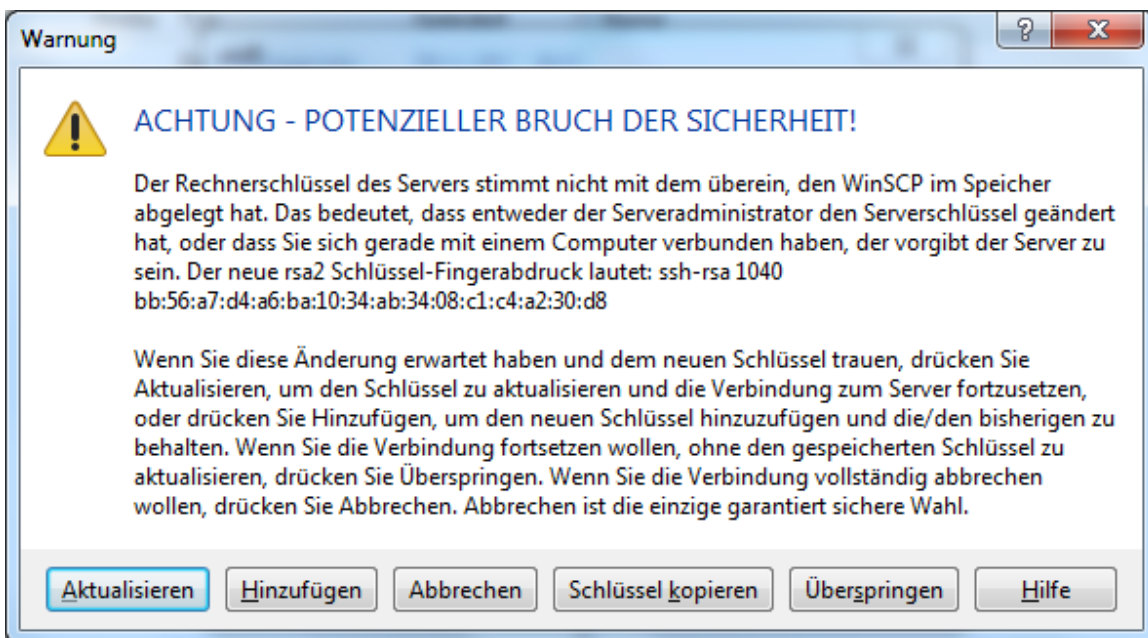 Warnung
ACHTUNG - POTENZIELLER BRUCH DER SICHERHEIT!
Der Rechnerschlüssel des Servers stimmt nicht mit dem überein, den WinSCP im Speicher
abgelegt hat. Das bedeutet, dass entweder der Serveradministrator den Serverschlüssel geändert
hat, oder dass Sie sich gerade mit einem Computer verbunden haben, der vorgibt der Server zu
sein. Der neue rsa2 Schlüssel-Fingerabdruck lautet: ssh-rsa 1040
bb:56:a7:d4:a6:ba:10:34:ab:34:08:c1:c4:a2:30:d8
Wenn Sie diese Änderung erwartet haben und dem neuen Schlüssel trauen, drücken Sie
Aktualisieren, um den Schlüssel zu aktualisieren und die Verbindung zum Server fortzusetzen,
oder drücken Sie Hinzufügen, um den neuen Schlüssel hinzuzufügen und die/den bisherigen zu
behalten. Wenn Sie die Verbindung fortsetzen wollen, ohne den gespeicherten Schlüssel zu
aktualisieren, drücken Sie Überspringen. Wenn Sie die Verbindung vollständig abbrechen
wollen, drücken Sie Abbrechen. Abbrechen ist die einzige garantiert sichere Wahl.
Aktualisieren Hinzufügen Abbrechen Schlüssel kopieren Überspringen Hilfe